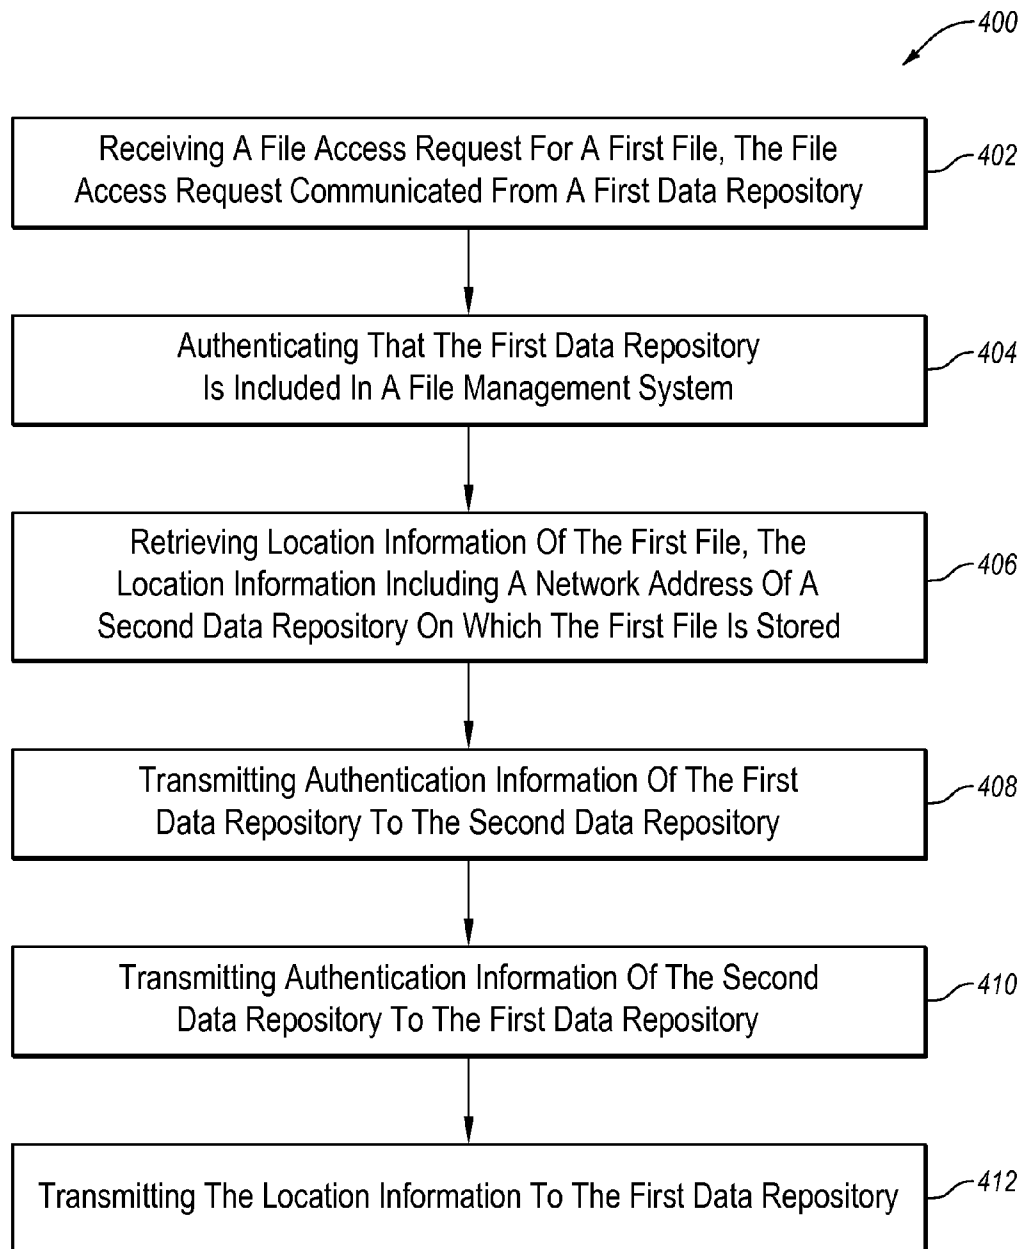 400
Receiving A File Access Request For A First File, The File
Access Request Communicated From A First Data Repository
402
Authenticating That The First Data Repository
Is Included In A File Management System
404
Retrieving Location Information Of The First File, The
Location Information Including A Network Address Of A
Second Data Repository On Which The First File Is Stored
406
Transmitting Authentication Information Of The First
Data Repository To The Second Data Repository
408
Transmitting Authentication Information Of The Second
Data Repository To The First Data Repository
410
Transmitting The Location Information To The First Data Repository
412